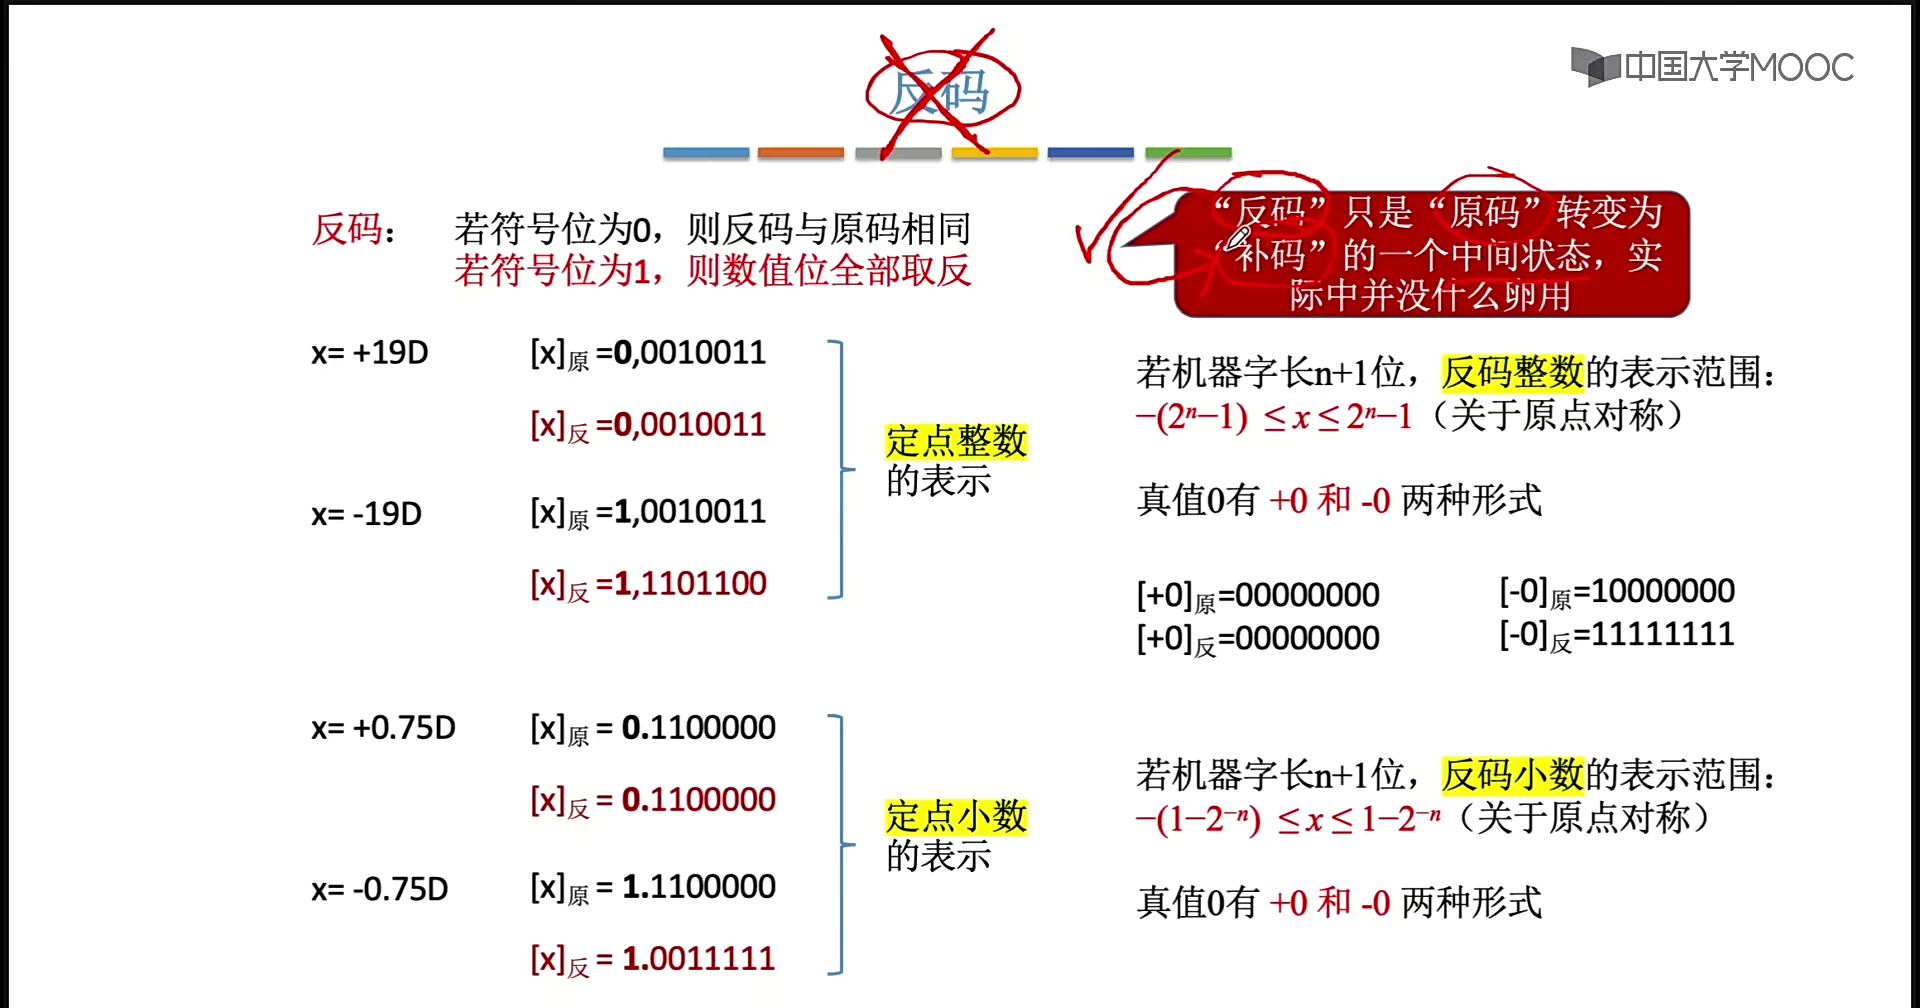 反码
中国大学MOOC
反码： 若符号位为0，则反码与原码相同
若符号位为1，则数值位全部取反
“反码”只是“原码”转变为
“补码”的一个中间状态，实
际中并没什么卵用
x= +19D [x]原 =0,0010011
[x]反 =0,0010011
x= -19D [x]原 =1,0010011
[x]反 =1,1101100
定点整数
的表示
若机器字长n+1位，反码整数的表示范围：
−(2ⁿ−1) ≤ x ≤ 2ⁿ−1（关于原点对称）
真值0有 +0 和 -0 两种形式
[+0]原=00000000 [-0]原=10000000
[+0]反=00000000 [-0]反=11111111
x= +0.75D [x]原 = 0.1100000
[x]反 = 0.1100000
x= -0.75D [x]原 = 1.1100000
[x]反 = 1.0011111
定点小数
的表示
若机器字长n+1位，反码小数的表示范围：
−(1−2⁻ⁿ) ≤ x ≤ 1−2⁻ⁿ（关于原点对称）
真值0有 +0 和 -0 两种形式